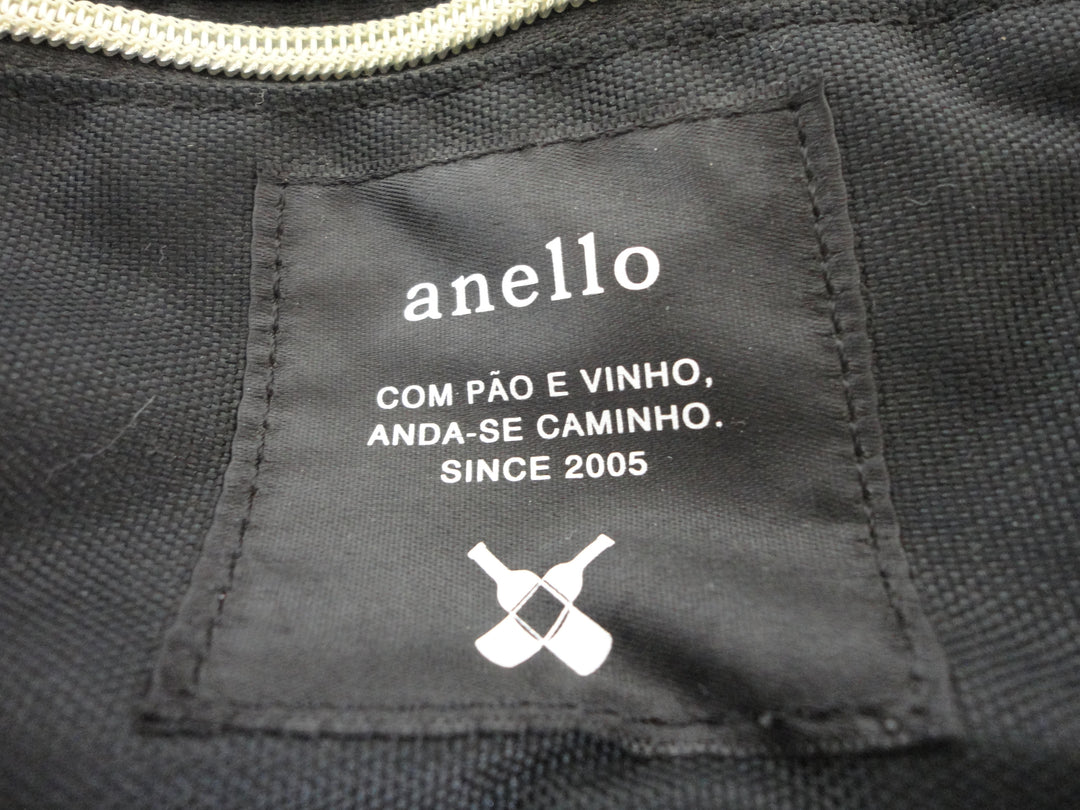 anello
COM PÃO E VINHO,
ANDA-SE CAMINHO.
SINCE 2005